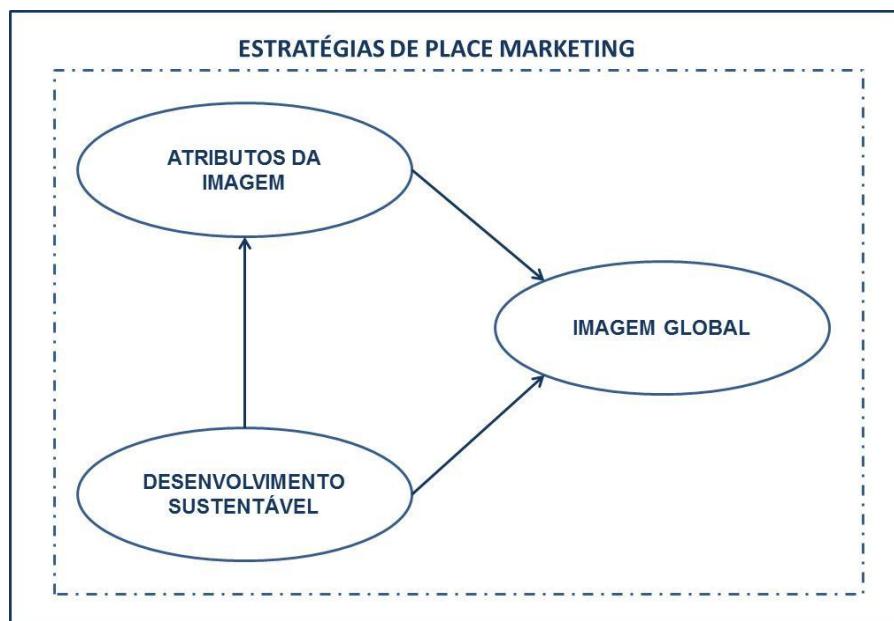 ESTRATÉGIAS DE PLACE MARKETING
ATRIBUTOS DA
IMAGEM
IMAGEM GLOBAL
DESENVOLVIMENTO
SUSTENTÁVEL